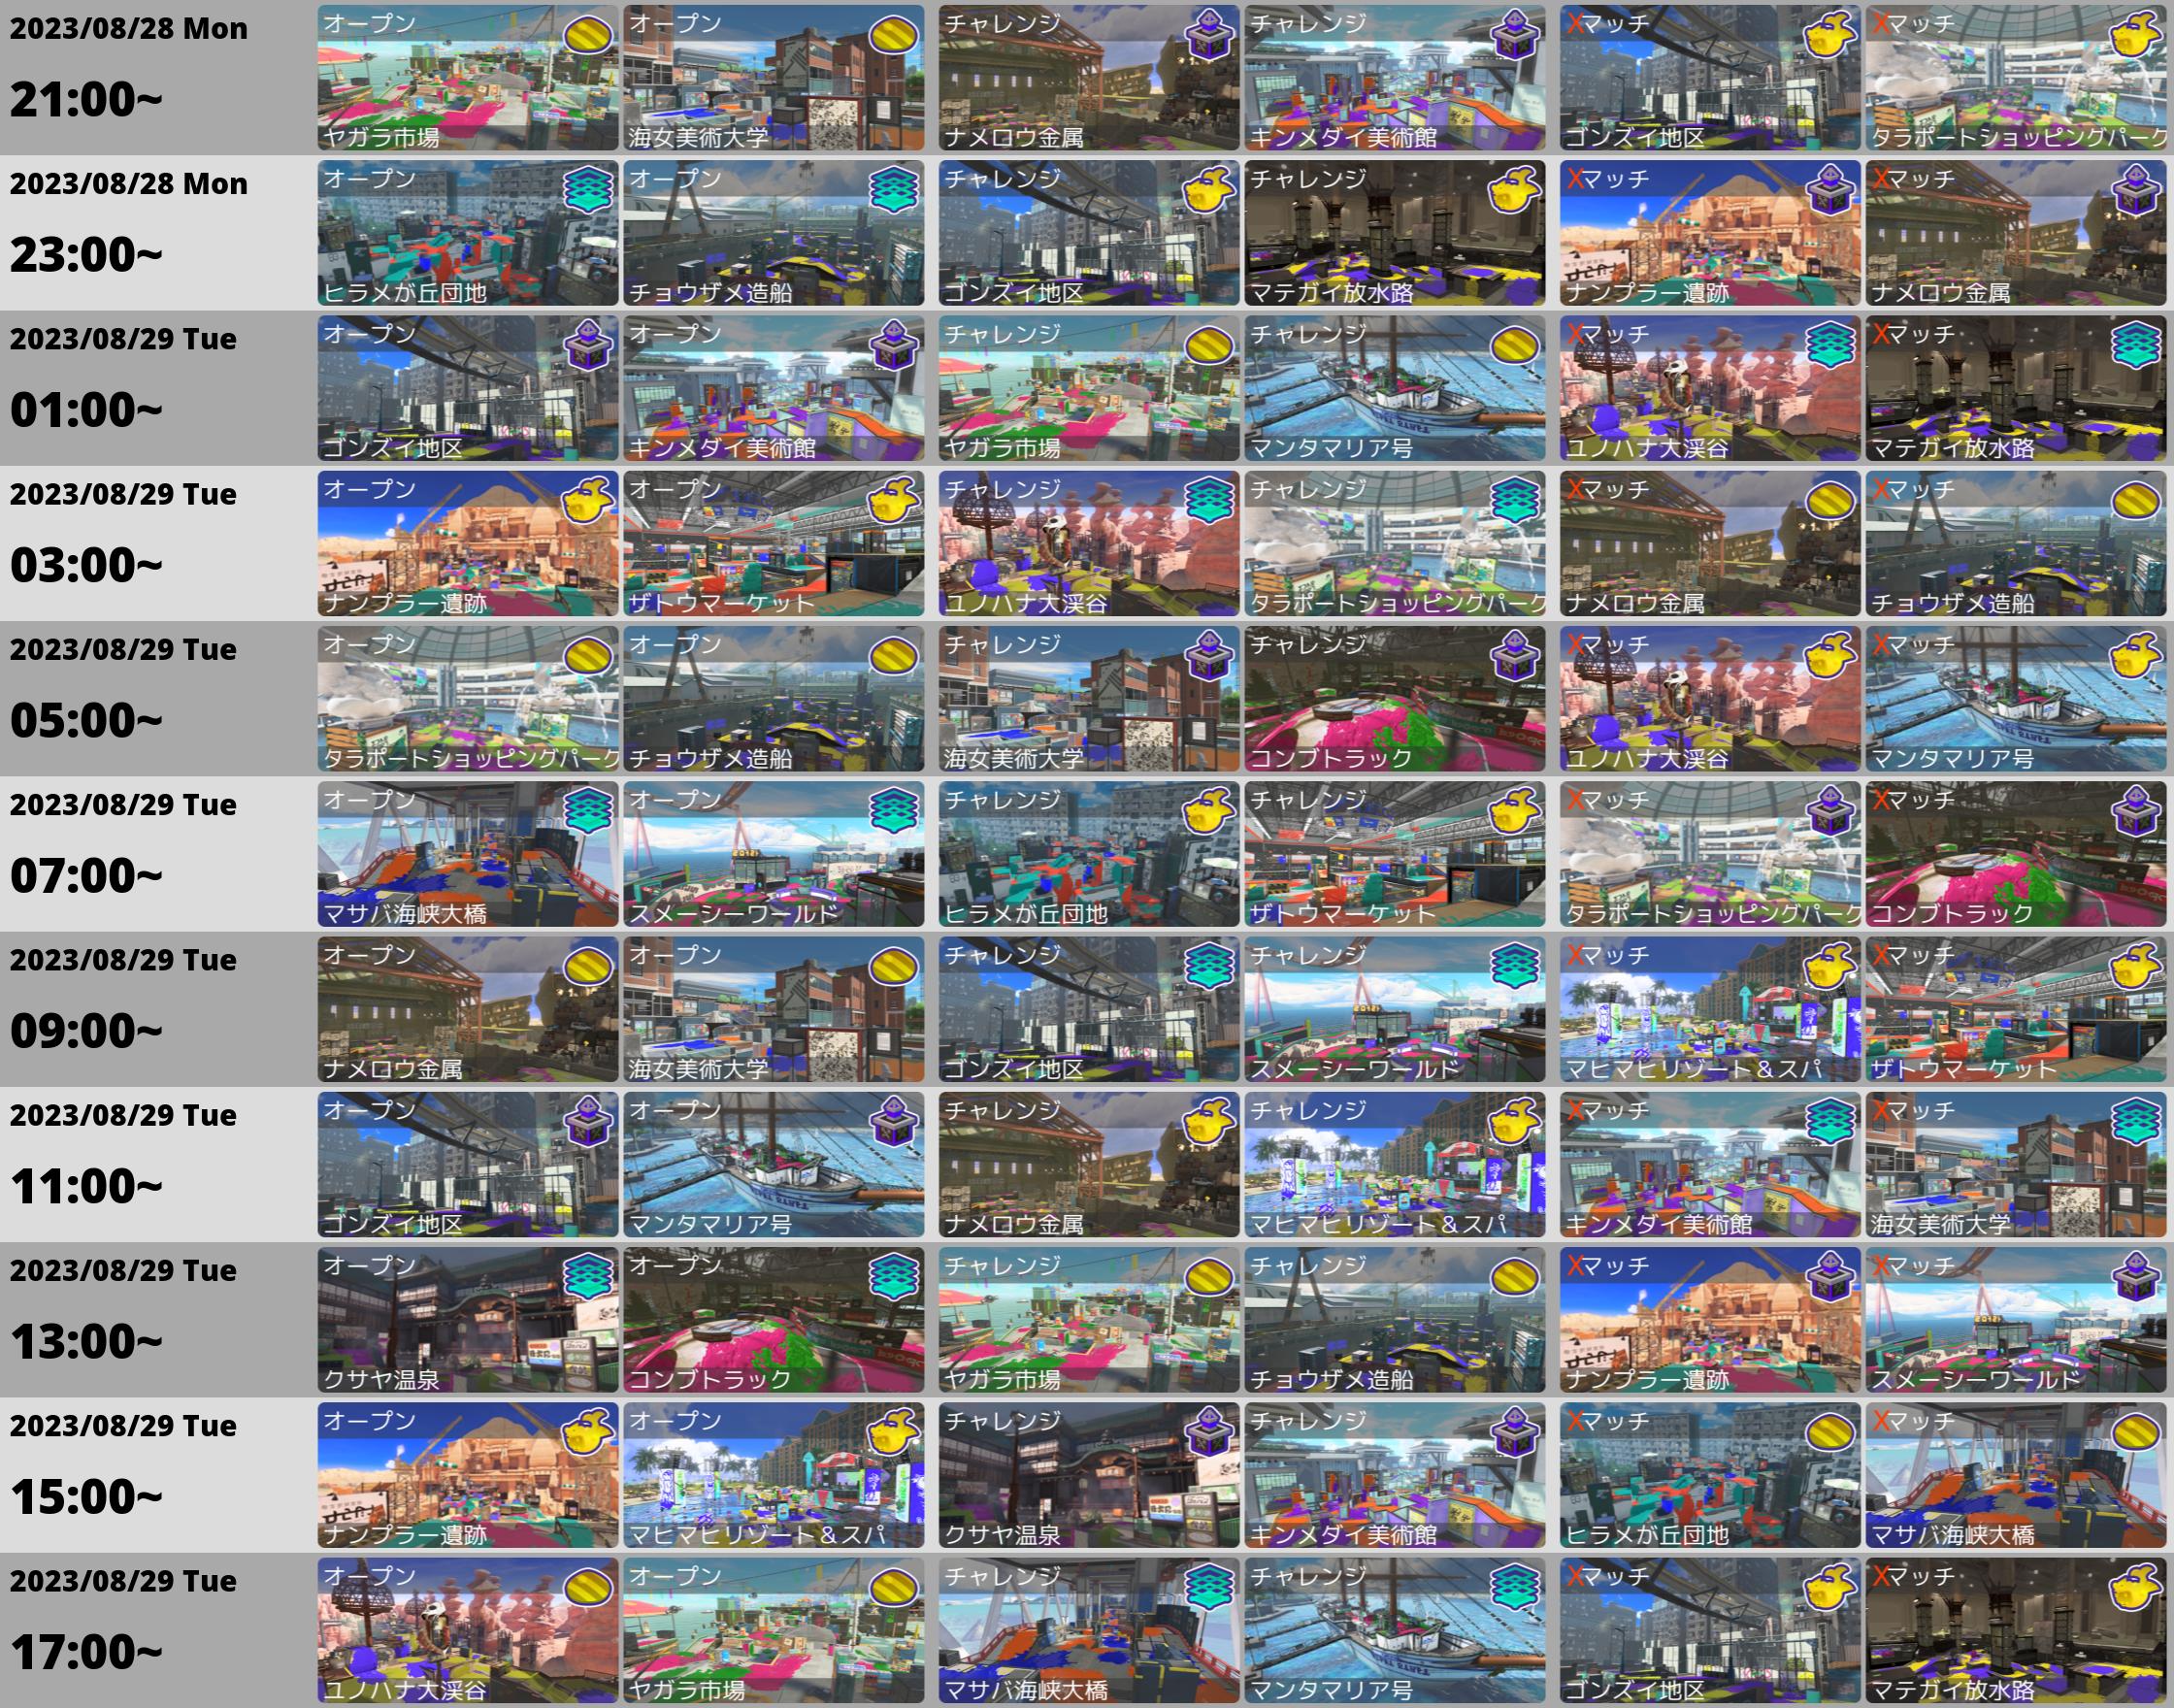 2023/08/28 Mon
21:00~
オープン オープン チャレンジ チャレンジ Xマッチ Xマッチ
ヤガラ市場 海女美術大学 ナメロウ金属 キンメダイ美術館 ゴンズイ地区 タラポートショッピングパーク
2023/08/28 Mon
23:00~
オープン オープン チャレンジ チャレンジ Xマッチ Xマッチ
ヒラメが丘団地 チョウザメ造船 ゴンズイ地区 マテガイ放水路 ナンプラー遺跡 ナメロウ金属
2023/08/29 Tue
01:00~
オープン オープン チャレンジ チャレンジ Xマッチ Xマッチ
ゴンズイ地区 キンメダイ美術館 ヤガラ市場 マンタマリア号 ユノハナ大渓谷 マテガイ放水路
2023/08/29 Tue
03:00~
オープン オープン チャレンジ チャレンジ Xマッチ Xマッチ
ナンプラー遺跡 ザトウマーケット ユノハナ大渓谷 タラポートショッピングパーク ナメロウ金属 チョウザメ造船
2023/08/29 Tue
05:00~
オープン オープン チャレンジ チャレンジ Xマッチ Xマッチ
タラポートショッピングパーク チョウザメ造船 海女美術大学 コンブトラック ユノハナ大渓谷 マンタマリア号
2023/08/29 Tue
07:00~
オープン オープン チャレンジ チャレンジ Xマッチ Xマッチ
マサバ海峡大橋 スメーシーワールド ヒラメが丘団地 ザトウマーケット タラポートショッピングパーク コンブトラック
2023/08/29 Tue
09:00~
オープン オープン チャレンジ チャレンジ Xマッチ Xマッチ
ナメロウ金属 海女美術大学 ゴンズイ地区 スメーシーワールド マヒマヒリゾート＆スパ ザトウマーケット
2023/08/29 Tue
11:00~
オープン オープン チャレンジ チャレンジ Xマッチ Xマッチ
ゴンズイ地区 マンタマリア号 ナメロウ金属 マヒマヒリゾート＆スパ キンメダイ美術館 海女美術大学
2023/08/29 Tue
13:00~
オープン オープン チャレンジ チャレンジ Xマッチ Xマッチ
クサヤ温泉 コンブトラック ヤガラ市場 チョウザメ造船 ナンプラー遺跡 スメーシーワールド
2023/08/29 Tue
15:00~
オープン オープン チャレンジ チャレンジ Xマッチ Xマッチ
ナンプラー遺跡 マヒマヒリゾート＆スパ クサヤ温泉 キンメダイ美術館 ヒラメが丘団地 マサバ海峡大橋
2023/08/29 Tue
17:00~
オープン オープン チャレンジ チャレンジ Xマッチ Xマッチ
ユノハナ大渓谷 ヤガラ市場 マサバ海峡大橋 マンタマリア号 ゴンズイ地区 マテガイ放水路